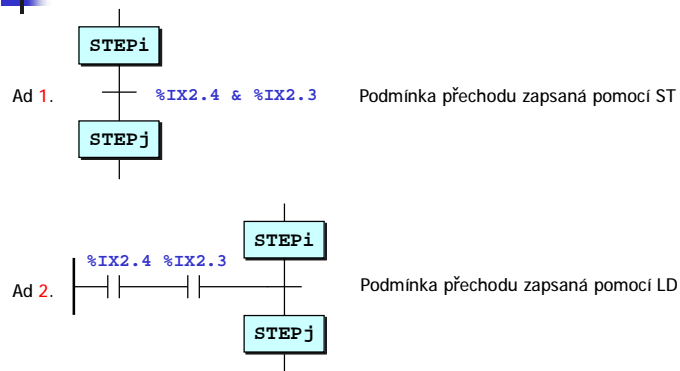 STEPi
Ad 1.
%IX2.4 & %IX2.3
Podmínka přechodu zapsaná pomocí ST
STEPj
STEPi
%IX2.4 %IX2.3
Ad 2.
Podmínka přechodu zapsaná pomocí LD
STEPj